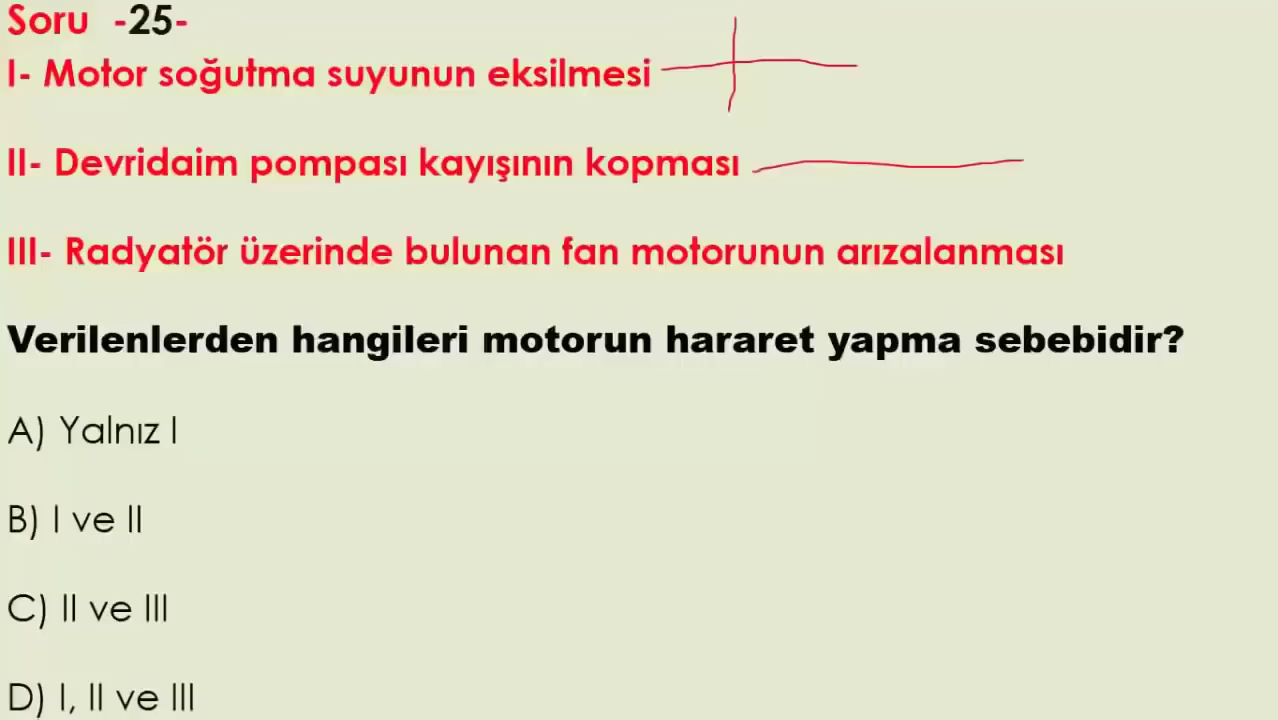 Soru -25-
I- Motor soğutma suyunun eksilmesi
II- Devridaim pompası kayışının kopması
III- Radyatör üzerinde bulunan fan motorunun arızalanması
Verilenlerden hangileri motorun hararet yapma sebebidir?
A) Yalnız I
B) I ve II
C) II ve III
D) I, II ve III